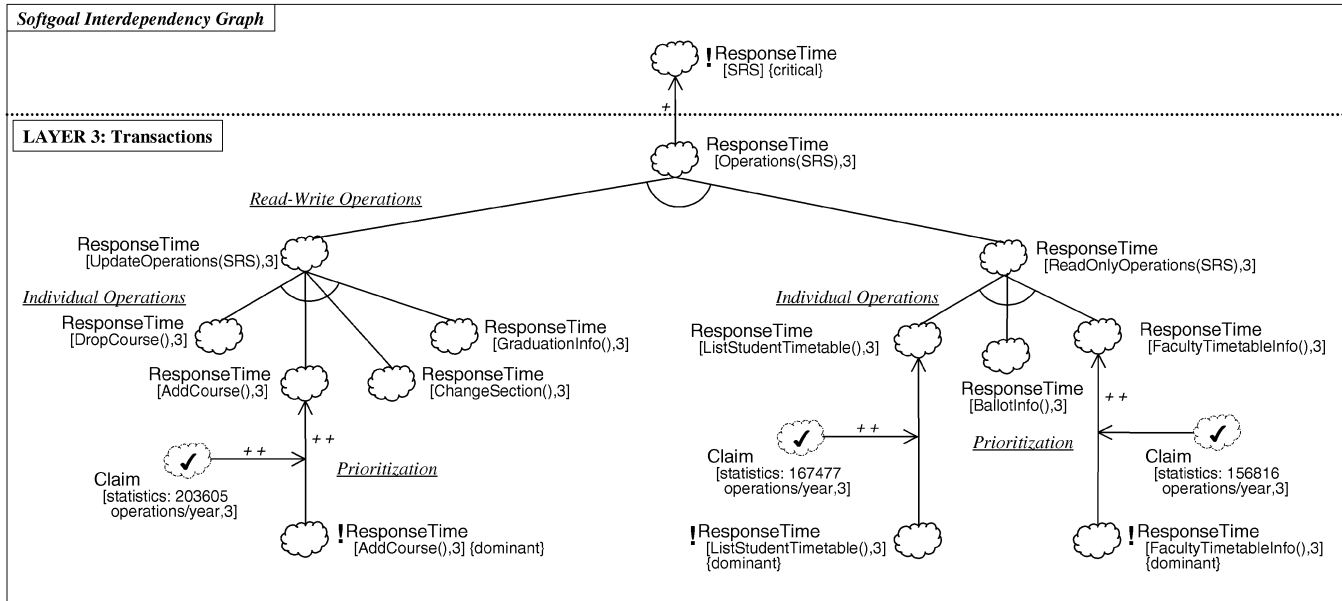 Softgoal Interdependency Graph
!ResponseTime
[SRS] {critical}
+
LAYER 3: Transactions
ResponseTime
[Operations(SRS),3]
Read-Write Operations
ResponseTime
[UpdateOperations(SRS),3]
ResponseTime
[ReadOnlyOperations(SRS),3]
Individual Operations
Individual Operations
ResponseTime
[DropCourse(),3]
ResponseTime
[GraduationInfo(),3]
ResponseTime
[ListStudentTimetable(),3]
ResponseTime
[FacultyTimetableInfo(),3]
ResponseTime
[AddCourse(),3]
ResponseTime
[ChangeSection(),3]
ResponseTime
[BallotInfo(),3]
++
++
++
++
++
Prioritization
Prioritization
Claim
[statistics: 203605
operations/year,3]
Claim
[statistics: 167477
operations/year,3]
Claim
[statistics: 156816
operations/year,3]
!ResponseTime
[AddCourse(),3] {dominant}
!ResponseTime
[ListStudentTimetable(),3]
{dominant}
!ResponseTime
[FacultyTimetableInfo(),3]
{dominant}